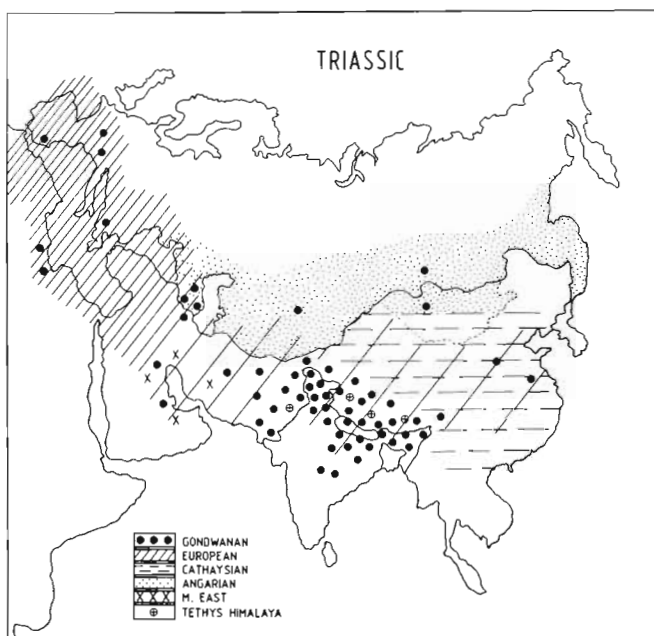 TRIASSIC
GONDWANAN
EUROPEAN
CATHAYSIAN
ANGARIAN
M. EAST
TETHYS HIMALAYA